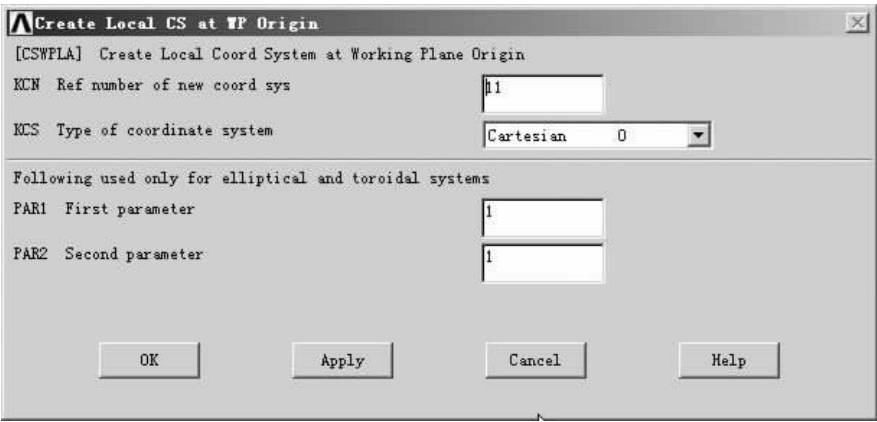 Create Local CS at WP Origin
[CSWPLA] Create Local Coord System at Working Plane Origin
KCN Ref number of new coord sys 11
KCS Type of coordinate system Cartesian 0
Following used only for elliptical and toroidal systems
PAR1 First parameter 1
PAR2 Second parameter 1
OK Apply Cancel Help